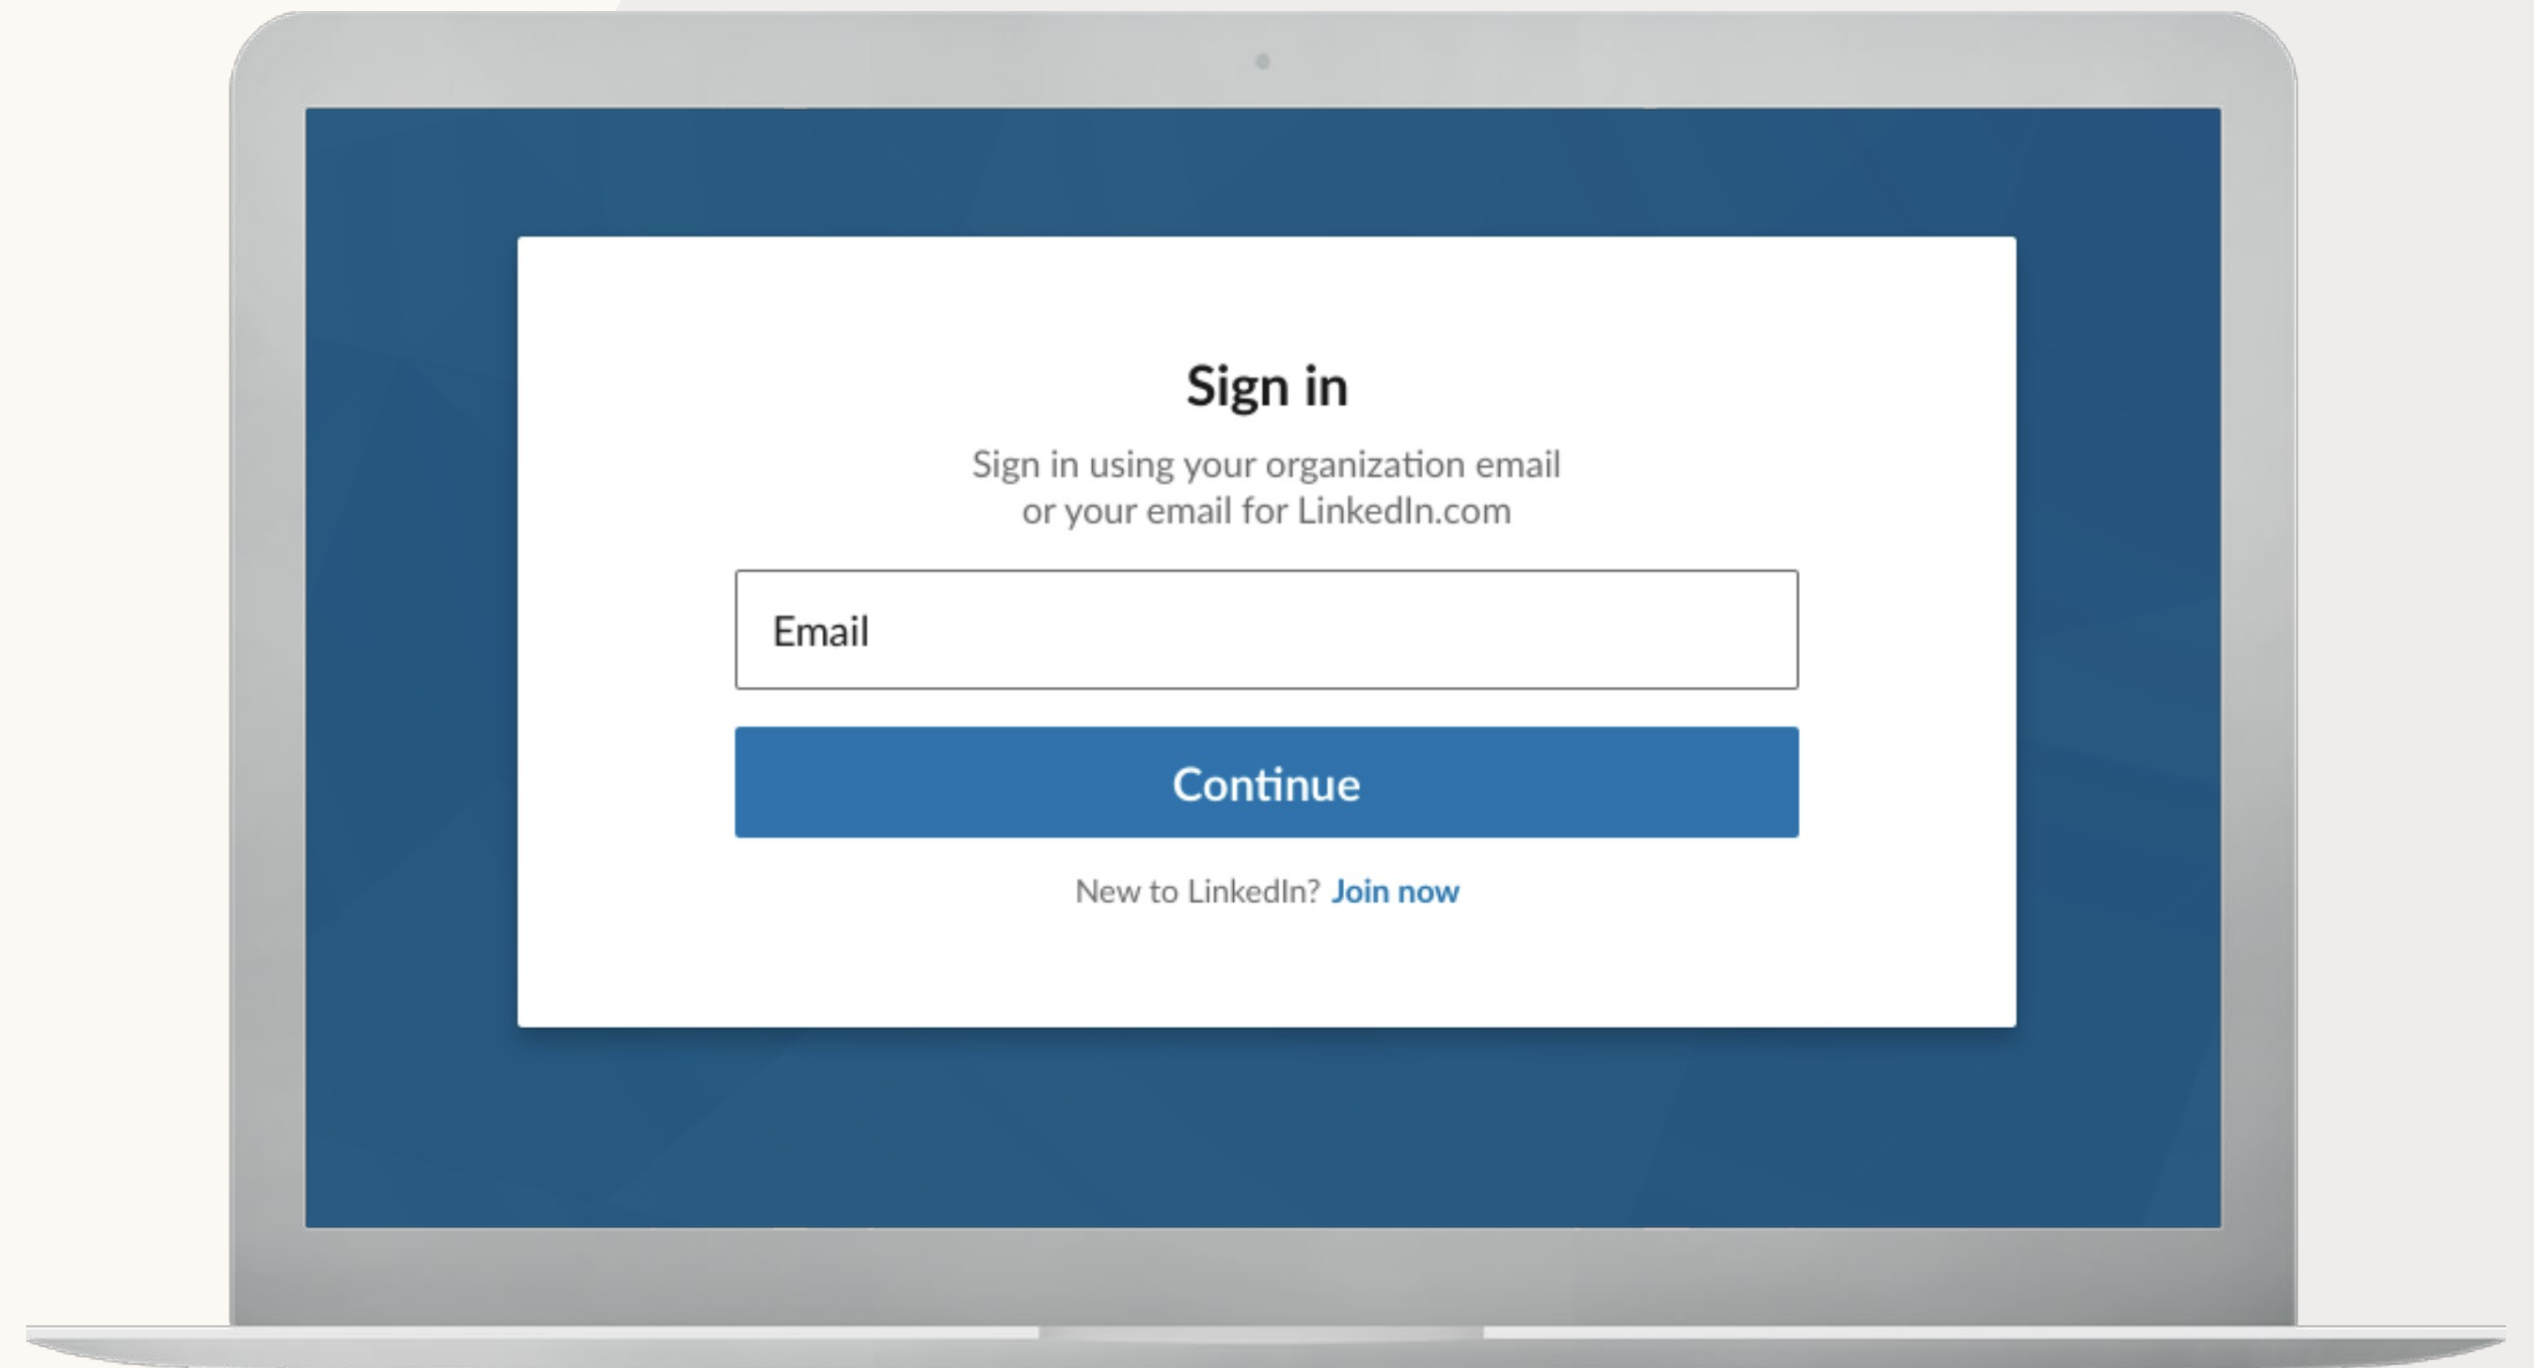 Sign in
Sign in using your organization email
or your email for LinkedIn.com
Email
Continue
New to LinkedIn? Join now